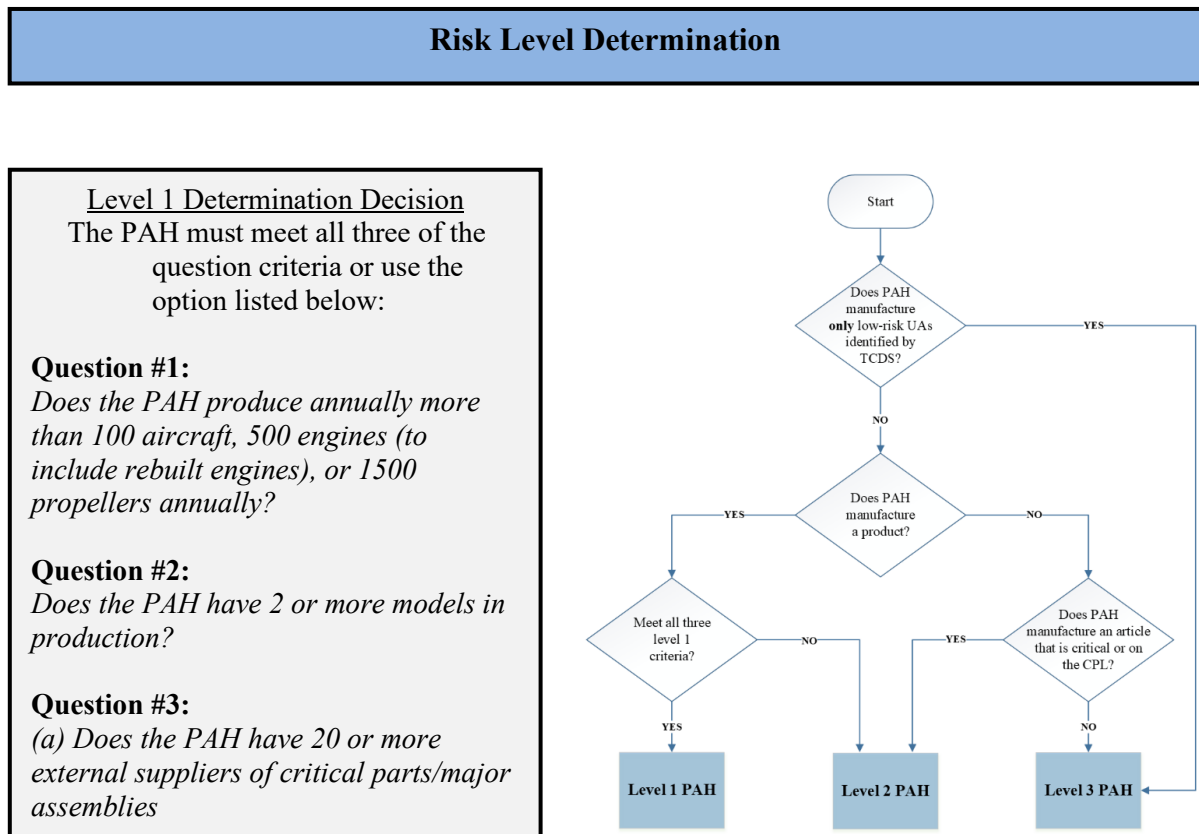 Risk Level Determination
Level 1 Determination Decision
The PAH must meet all three of the
question criteria or use the
option listed below:
Question #1:
Does the PAH produce annually more
than 100 aircraft, 500 engines (to
include rebuilt engines), or 1500
propellers annually?
Question #2:
Does the PAH have 2 or more models in
production?
Question #3:
(a) Does the PAH have 20 or more
external suppliers of critical parts/major
assemblies
Start
Does PAH
manufacture
only low-risk UAs
identified by
TCDS?
YES
NO
Does PAH
manufacture
a product?
YES
NO
Meet all three
level 1
criteria?
NO
YES
Does PAH
manufacture an article
that is critical or on
the CPL?
YES
NO
Level 1 PAH
Level 2 PAH
Level 3 PAH